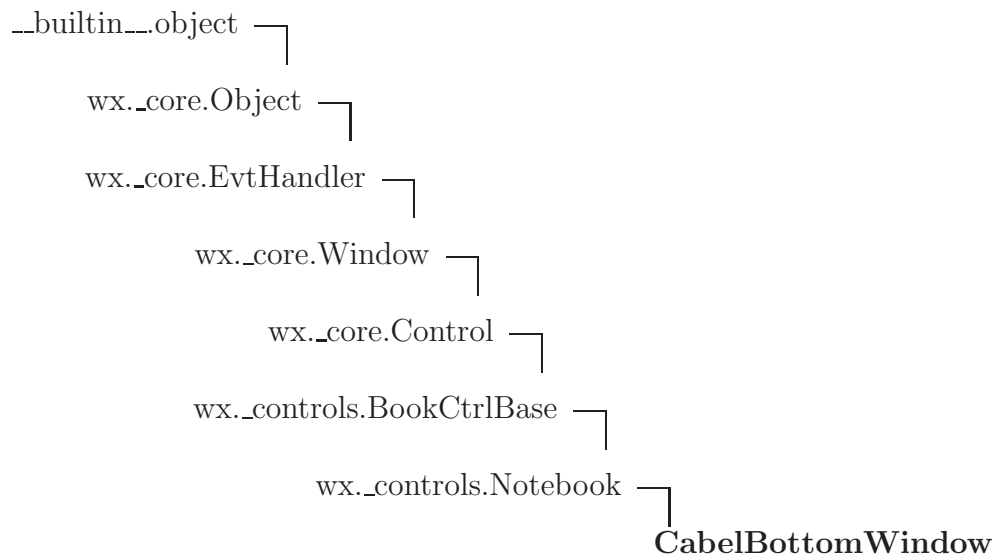 __builtin__.object
wx._core.Object
wx._core.EvtHandler
wx._core.Window
wx._core.Control
wx._controls.BookCtrlBase
wx._controls.Notebook
CabelBottomWindow